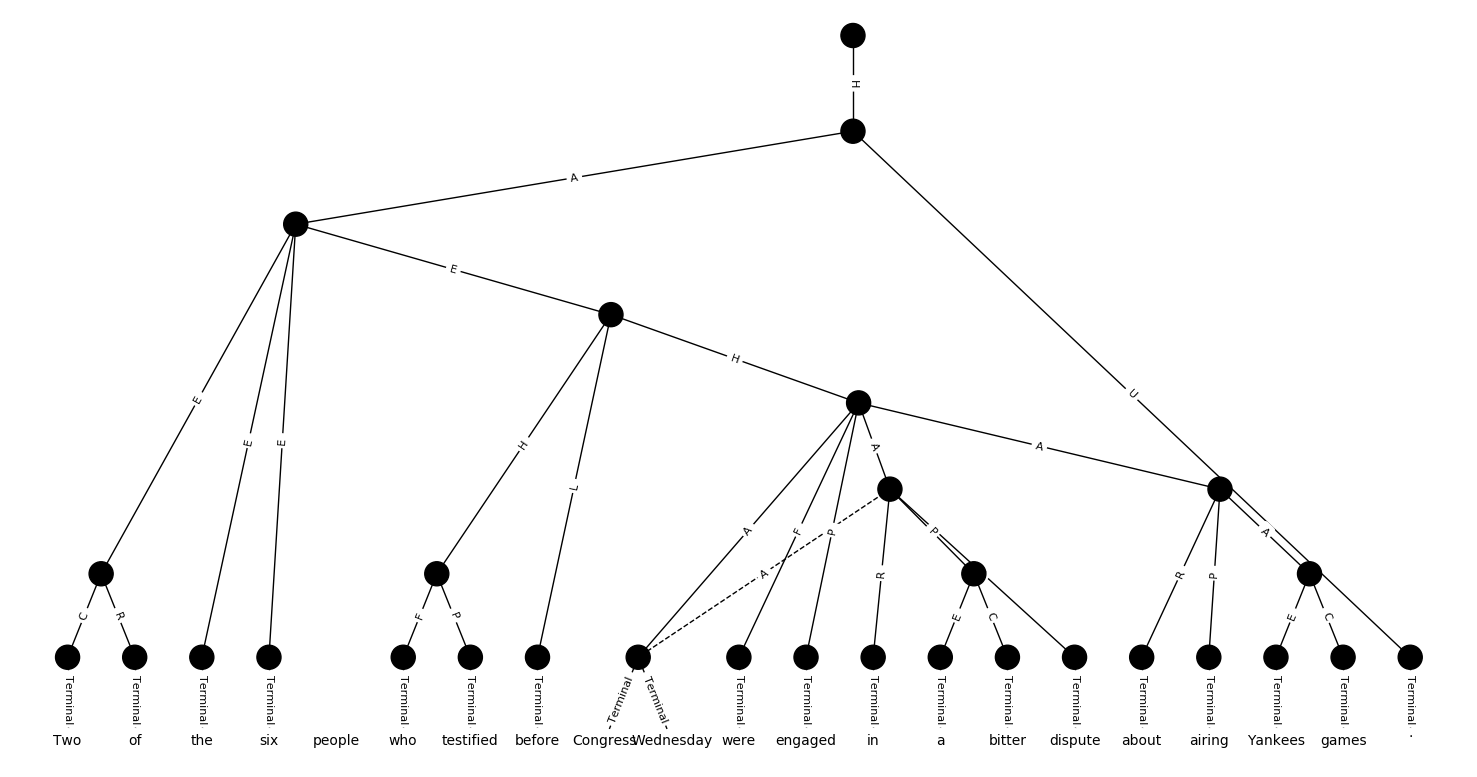 H
A
E
H
E
U
E
E
H
A
A
L
A
F
P
P
A
A
R
R
P
C
R
F
P
E
C
E
C
Terminal Terminal Terminal Terminal Terminal Terminal Terminal Terminal Terminal Terminal Terminal Terminal Terminal Terminal Terminal Terminal Terminal Terminal Terminal Terminal
Two of the six people who testified before Congress Wednesday were engaged in a bitter dispute about airing Yankees games .